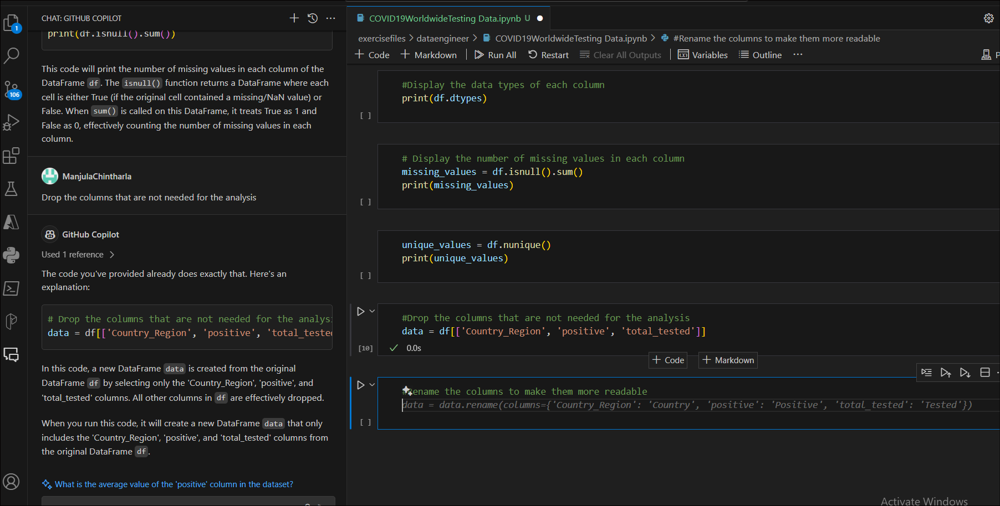 CHAT: GITHUB COPILOT
print(df.isnull().sum())
This code will print the number of missing values in each column of the
DataFrame df. The isnull() function returns a DataFrame where each
cell is either True (if the original cell contained a missing/NaN value) or
False. When sum() is called on this DataFrame, it treats True as 1 and
False as 0, effectively counting the number of missing values in each
column.
ManjulaChintharla
Drop the columns that are not needed for the analysis
GitHub Copilot
Used 1 reference
The code you've provided already does exactly that. Here's an
explanation:
# Drop the columns that are not needed for the analysi
data = df[['Country_Region', 'positive', 'total_tested
In this code, a new DataFrame data is created from the original
DataFrame df by selecting only the 'Country_Region', 'positive', and
'total_tested' columns. All other columns in df are effectively dropped.
When you run this code, it will create a new DataFrame data that only
includes the 'Country_Region', 'positive', and 'total_tested' columns from
the original DataFrame df.
What is the average value of the 'positive' column in the dataset?
1
106
COVID19WorldwideTesting Data.ipynb U
exercisefiles > dataengineer > COVID19WorldwideTesting Data.ipynb > #Rename the columns to make them more readable
+ Code + Markdown Run All Restart Clear All Outputs Variables Outline ... P
#Display the data types of each column
print(df.dtypes)
[ ]
# Display the number of missing values in each column
missing_values = df.isnull().sum()
print(missing_values)
[ ]
unique_values = df.nunique()
print(unique_values)
[ ]
#Drop the columns that are not needed for the analysis
data = df[['Country_Region', 'positive', 'total_tested']]
[10] 0.0s
+ Code + Markdown
#Rename the columns to make them more readable
data = data.rename(columns={'Country_Region': 'Country', 'positive': 'Positive', 'total_tested': 'Tested'})
[ ]
Activate Windows